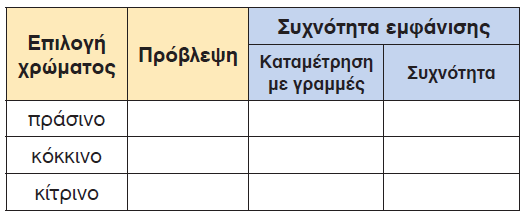 Επιλογή
χρώματος
Πρόβλεψη
Συχνότητα εμφάνισης
Καταμέτρηση
με γραμμές
Συχνότητα
πράσινο
κόκκινο
κίτρινο